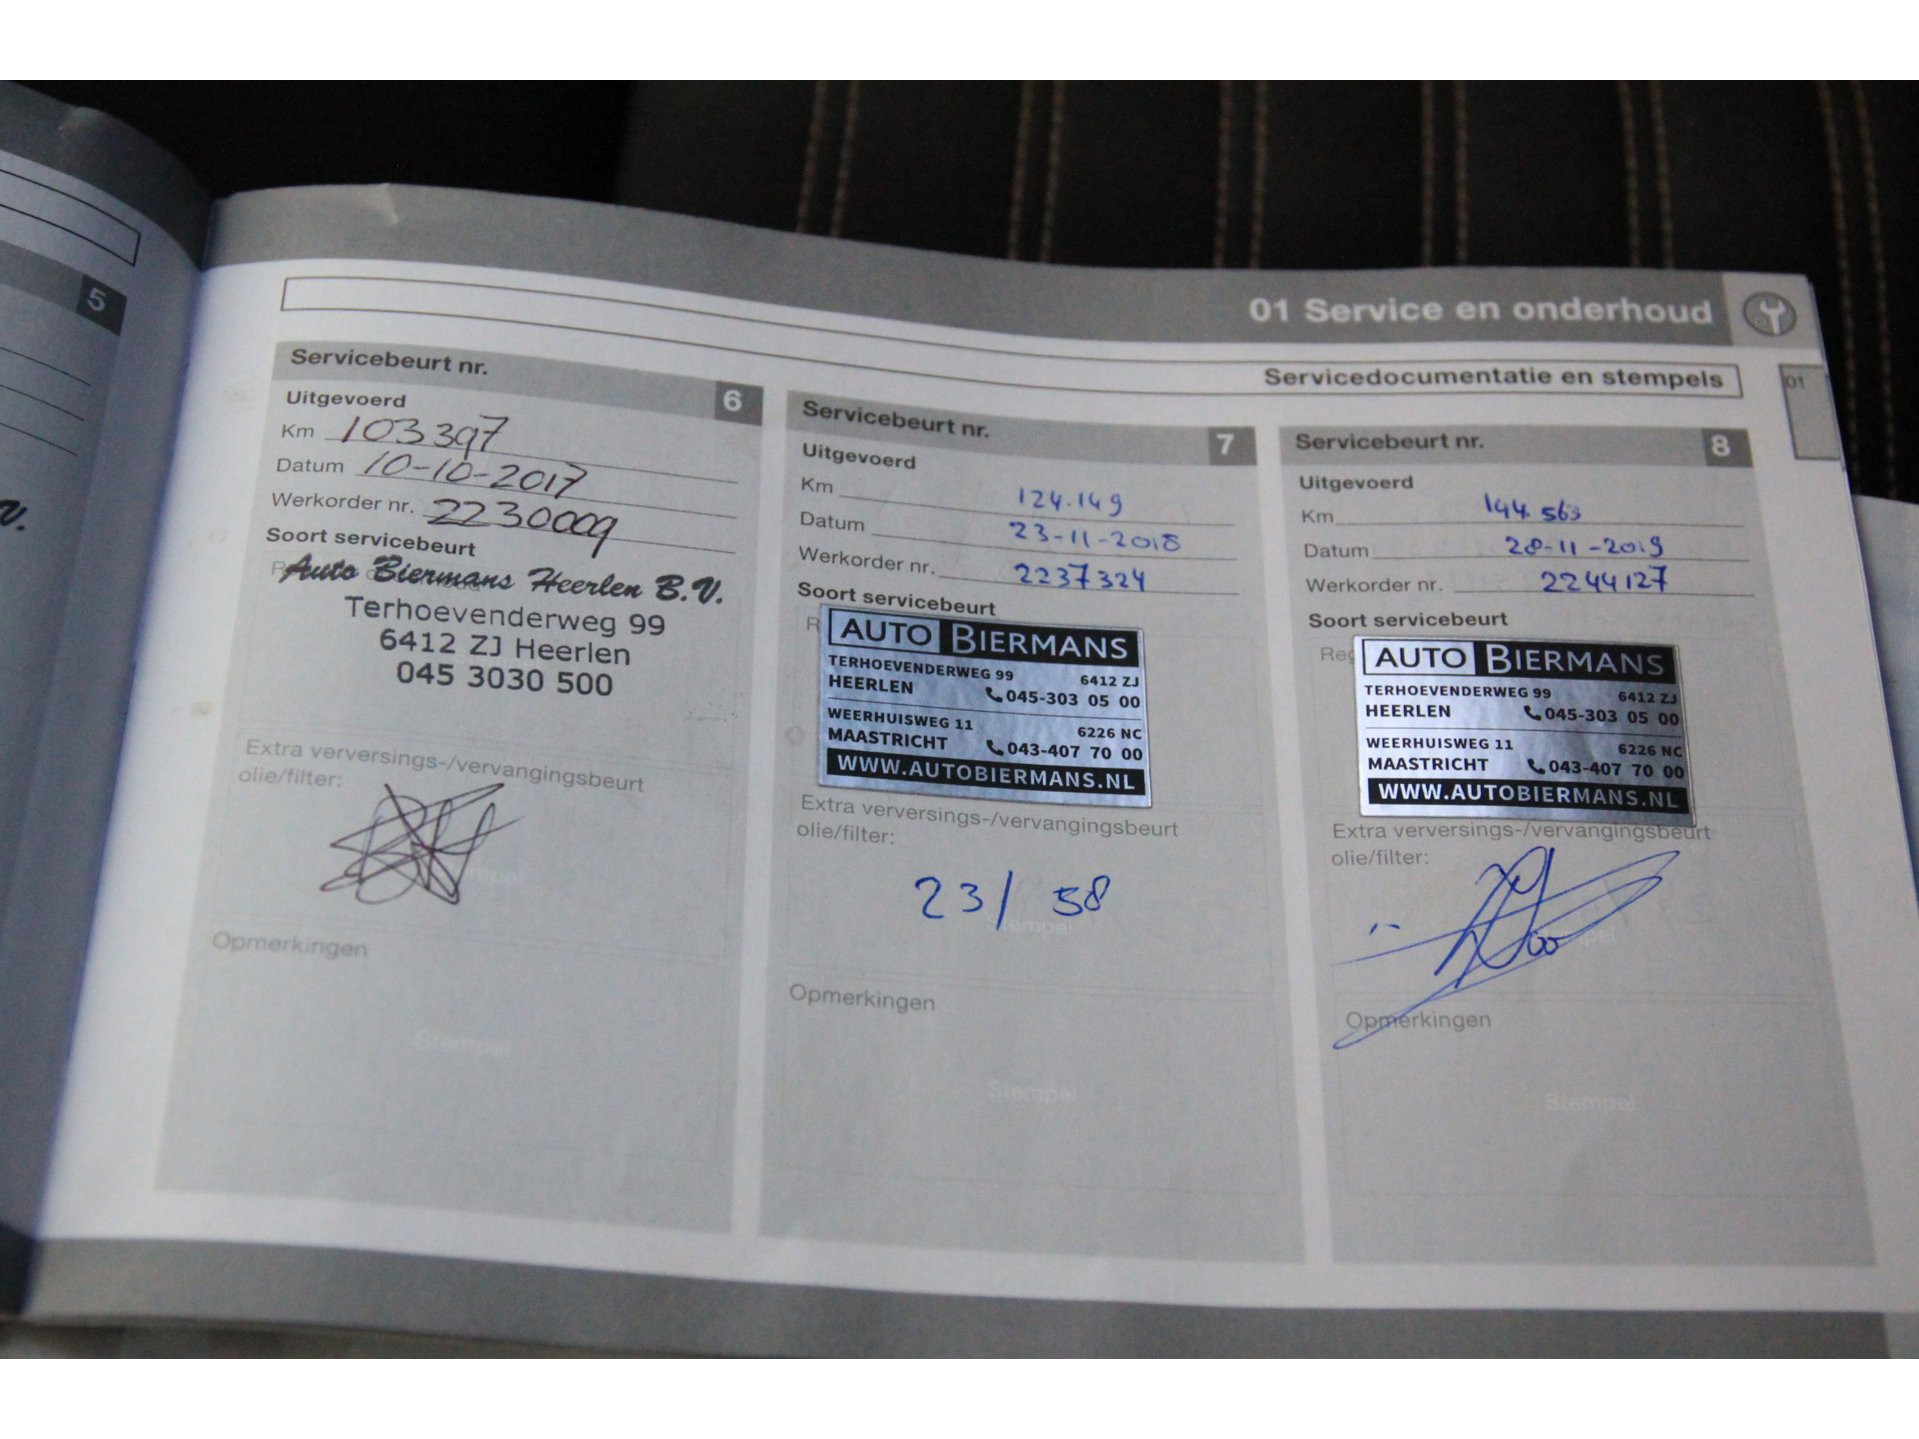 5
v.
01 Service en onderhoud
Servicedocumentatie en stempels
01
Servicebeurt nr.
6
Uitgevoerd
Km 103397
Datum 10-10-2017
Werkorder nr. 2230009
Soort servicebeurt
Auto Biermans Heerlen B.V.
Terhoevenderweg 99
6412 ZJ Heerlen
045 3030 500
Extra verversings-/vervangingsbeurt
olie/filter:
Opmerkingen
Stempel
Servicebeurt nr.
7
Uitgevoerd
Km 124.149
Datum 23-11-2018
Werkorder nr. 2237324
Soort servicebeurt
AUTO BIERMANS
TERHOEVENDERWEG 99 6412 ZJ
HEERLEN 045-303 05 00
WEERHUISWEG 11 6226 NC
MAASTRICHT 043-407 70 00
WWW.AUTOBIERMANS.NL
Extra verversings-/vervangingsbeurt
olie/filter:
23/ 58
Stempel
Opmerkingen
Stempel
Servicebeurt nr.
8
Uitgevoerd
Km 144.563
Datum 28-11-2019
Werkorder nr. 2244127
Soort servicebeurt
Reg
AUTO BIERMANS
TERHOEVENDERWEG 99 6412 ZJ
HEERLEN 045-303 05 00
WEERHUISWEG 11 6226 NC
MAASTRICHT 043-407 70 00
WWW.AUTOBIERMANS.NL
Extra verversings-/vervangingsbeurt
olie/filter:
Opmerkingen
Stempel